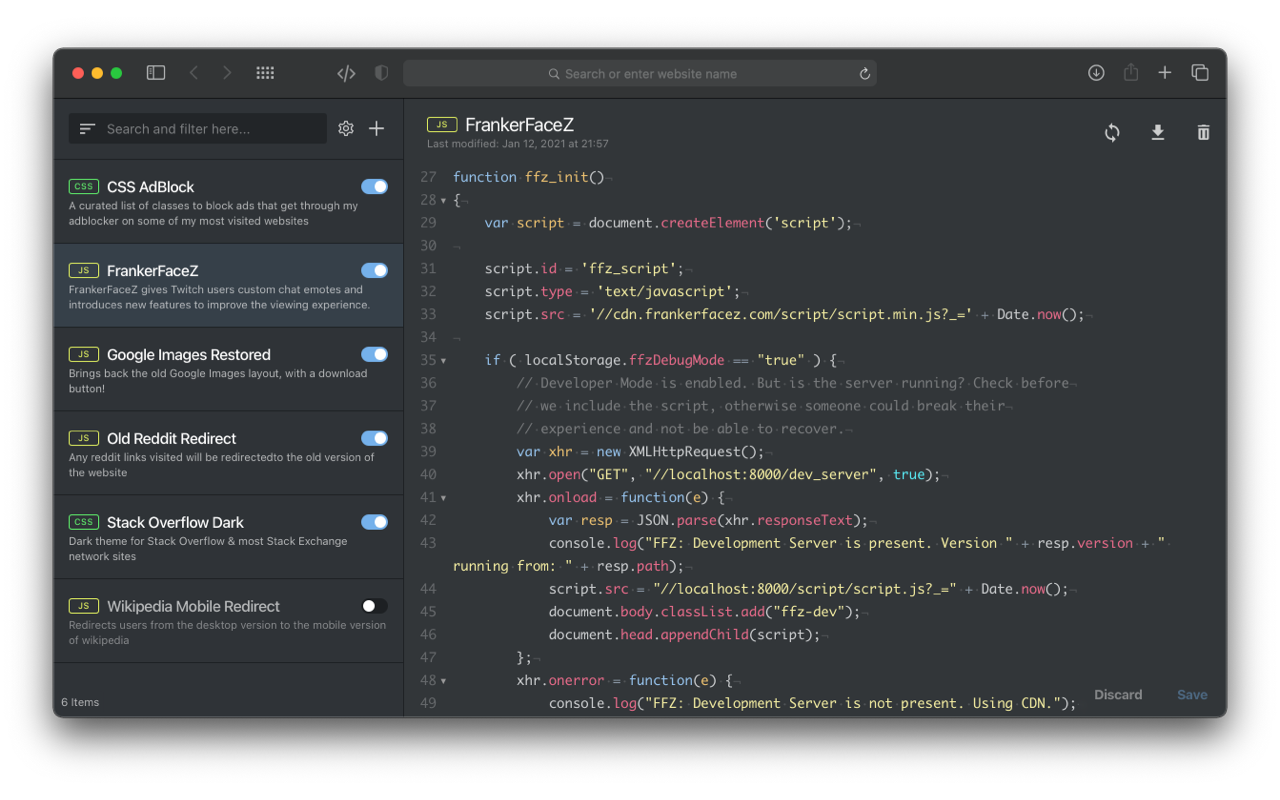 Search or enter website name
Search and filter here...
CSS CSS AdBlock
A curated list of classes to block ads that get through my
adblocker on some of my most visited websites
JS FrankerFaceZ
FrankerFaceZ gives Twitch users custom chat emotes and
introduces new features to improve the viewing experience.
JS Google Images Restored
Brings back the old Google Images layout, with a download
button!
JS Old Reddit Redirect
Any reddit links visited will be redirectedto the old version of
the website
CSS Stack Overflow Dark
Dark theme for Stack Overflow & most Stack Exchange
network sites
JS Wikipedia Mobile Redirect
Redirects users from the desktop version to the mobile version
of wikipedia
6 Items
JS FrankerFaceZ
Last modified: Jan 12, 2021 at 21:57
27 function ffz_init()¬
28 {¬
29     var script = document.createElement('script');¬
30 ¬
31     script.id = 'ffz_script';¬
32     script.type = 'text/javascript';¬
33     script.src = '//cdn.frankerfacez.com/script/script.min.js?_=' + Date.now();¬
34 ¬
35     if ( localStorage.ffzDebugMode == "true" ) {¬
36         // Developer Mode is enabled. But is the server running? Check before¬
37         // we include the script, otherwise someone could break their¬
38         // experience and not be able to recover.¬
39         var xhr = new XMLHttpRequest();¬
40         xhr.open("GET", "//localhost:8000/dev_server", true);¬
41         xhr.onload = function(e) {¬
42             var resp = JSON.parse(xhr.responseText);¬
43             console.log("FFZ: Development Server is present. Version " + resp.version + "
running from: " + resp.path);¬
44             script.src = "//localhost:8000/script/script.js?_=" + Date.now();¬
45             document.body.classList.add("ffz-dev");¬
46             document.head.appendChild(script);¬
47         };¬
48         xhr.onerror = function(e) {¬
49             console.log("FFZ: Development Server is not present. Using CDN.");
Discard
Save